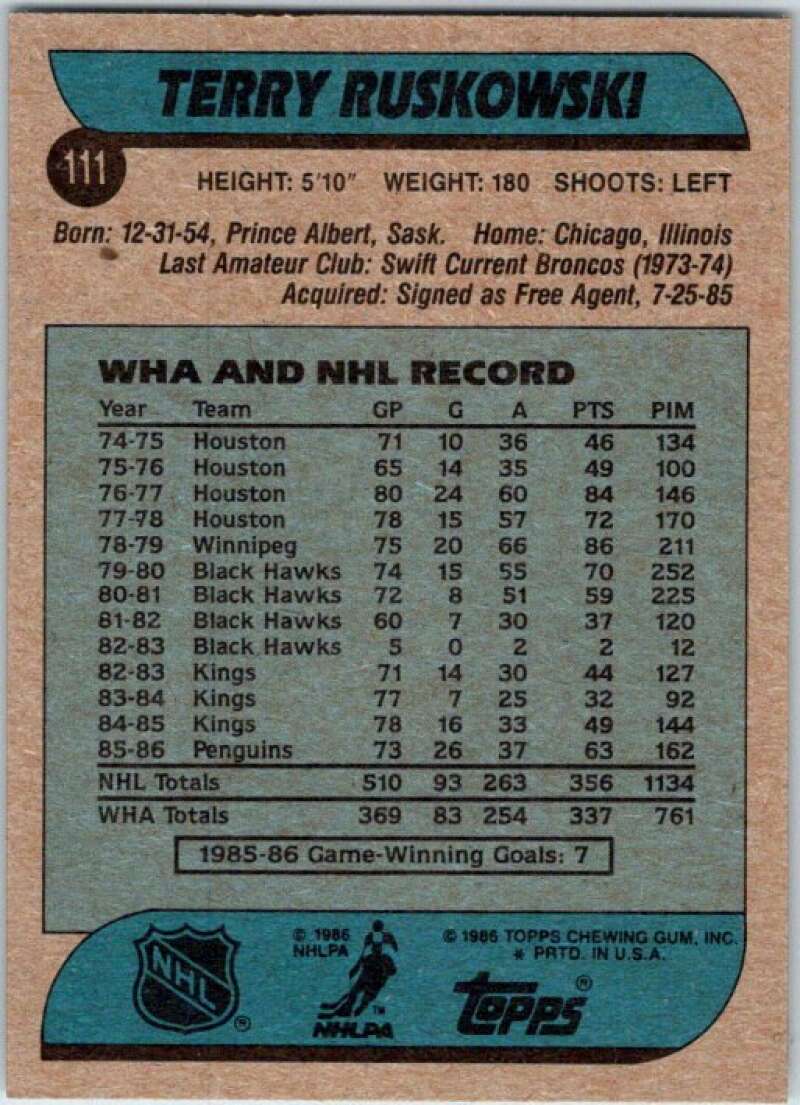 TERRY RUSKOWSKI
111
HEIGHT: 5'10" WEIGHT: 180 SHOOTS: LEFT
Born: 12-31-54, Prince Albert, Sask. Home: Chicago, Illinois
Last Amateur Club: Swift Current Broncos (1973-74)
Acquired: Signed as Free Agent, 7-25-85
WHA AND NHL RECORD
Year Team GP G A PTS PIM
74-75 Houston 71 10 36 46 134
75-76 Houston 65 14 35 49 100
76-77 Houston 80 24 60 84 146
77-78 Houston 78 15 57 72 170
78-79 Winnipeg 75 20 66 86 211
79-80 Black Hawks 74 15 55 70 252
80-81 Black Hawks 72 8 51 59 225
81-82 Black Hawks 60 7 30 37 120
82-83 Black Hawks 5 0 2 2 12
82-83 Kings 71 14 30 44 127
83-84 Kings 77 7 25 32 92
84-85 Kings 78 16 33 49 144
85-86 Penguins 73 26 37 63 162
NHL Totals 510 93 263 356 1134
WHA Totals 369 83 254 337 761
1985-86 Game-Winning Goals: 7
NHL ®
© 1986
NHLPA
™
NHLPA
© 1986 TOPPS CHEWING GUM, INC.
* PRTD. IN U.S.A.
TOPPS ®